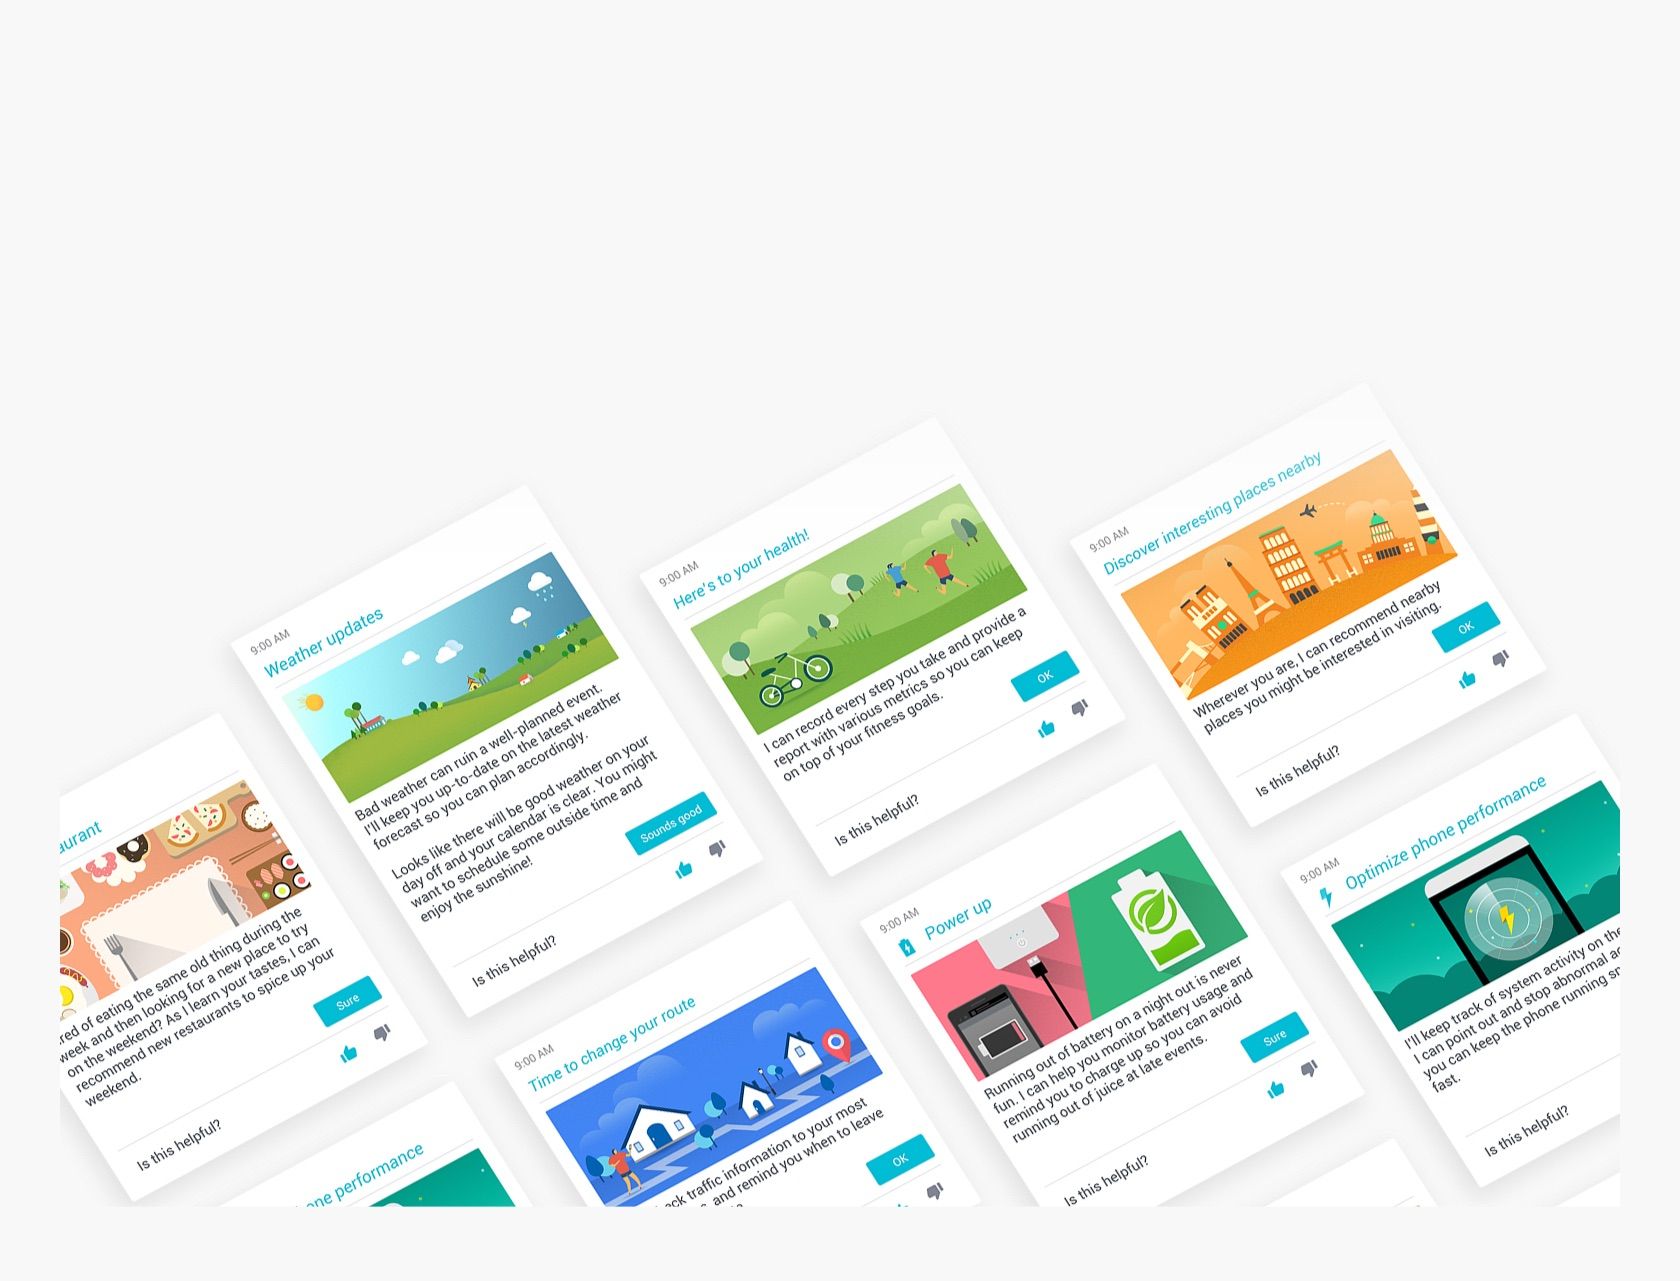 9:00 AM
Discover interesting places nearby
Wherever you are, I can recommend nearby
places you might be interested in visiting.
OK
Is this helpful?
9:00 AM
Here's to your health!
I can record every step you take and provide a
report with various metrics so you can keep
on top of your fitness goals.
OK
Is this helpful?
9:00 AM
Weather updates
Bad weather can ruin a well-planned event.
I'll keep you up-to-date on the latest weather
forecast so you can plan accordingly.
Looks like there will be good weather on your
day off and your calendar is clear. You might
want to schedule some outside time and
enjoy the sunshine!
Sounds good
Is this helpful?
aurant
red of eating the same old thing during the
week and then looking for a new place to try
on the weekend? As I learn your tastes, I can
recommend new restaurants to spice up your
weekend.
Sure
Is this helpful?
9:00 AM
Optimize phone performance
I'll keep track of system activity on the
I can point out and stop abnormal a
you can keep the phone running s
fast.
Is this helpful?
9:00 AM
Power up
Running out of battery on a night out is never
fun. I can help you monitor battery usage and
remind you to charge up so you can avoid
running out of juice at late events.
Sure
Is this helpful?
9:00 AM
Time to change your route
ack traffic information to your most
s, and remind you when to leave
OK
one performance